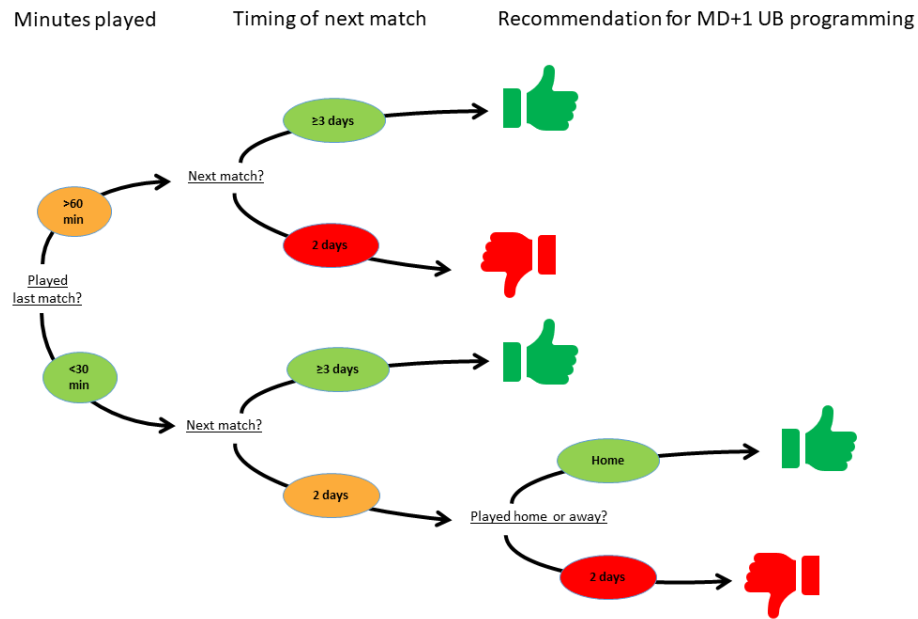 Minutes played
Timing of next match
Recommendation for MD+1 UB programming
≥3 days
Next match?
>60
min
2 days
Played
last match?
<30
min
≥3 days
Next match?
2 days
Home
Played home or away?
2 days